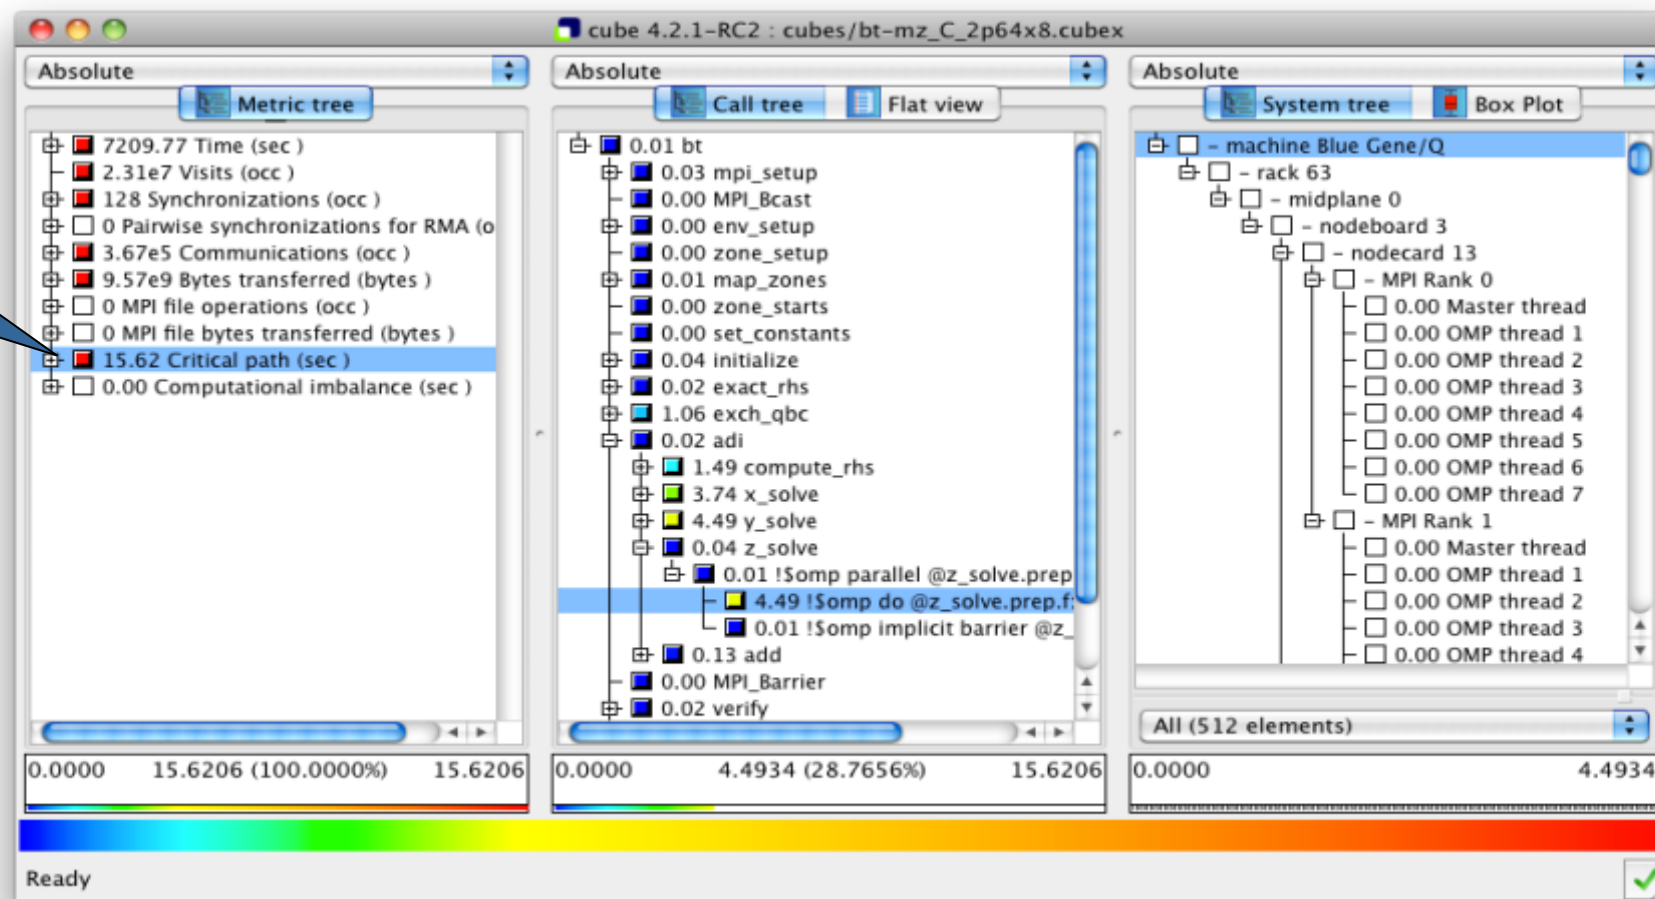 cube 4.2.1-RC2 : cubes/bt-mz_C_2p64x8.cubex
Absolute
Metric tree
7209.77 Time (sec )
2.31e7 Visits (occ )
128 Synchronizations (occ )
0 Pairwise synchronizations for RMA (o
3.67e5 Communications (occ )
9.57e9 Bytes transferred (bytes )
0 MPI file operations (occ )
0 MPI file bytes transferred (bytes )
15.62 Critical path (sec )
0.00 Computational imbalance (sec )
0.0000 15.6206 (100.0000%) 15.6206
Absolute
Call tree Flat view
0.01 bt
0.03 mpi_setup
0.00 MPI_Bcast
0.00 env_setup
0.00 zone_setup
0.01 map_zones
0.00 zone_starts
0.00 set_constants
0.04 initialize
0.02 exact_rhs
1.06 exch_qbc
0.02 adi
1.49 compute_rhs
3.74 x_solve
4.49 y_solve
0.04 z_solve
0.01 !$omp parallel @z_solve.prep
4.49 !$omp do @z_solve.prep.f
0.01 !$omp implicit barrier @z_
0.13 add
0.00 MPI_Barrier
0.02 verify
0.0000 4.4934 (28.7656%) 15.6206
Absolute
System tree Box Plot
- machine Blue Gene/Q
- rack 63
- midplane 0
- nodeboard 3
- nodecard 13
- MPI Rank 0
0.00 Master thread
0.00 OMP thread 1
0.00 OMP thread 2
0.00 OMP thread 3
0.00 OMP thread 4
0.00 OMP thread 5
0.00 OMP thread 6
0.00 OMP thread 7
- MPI Rank 1
0.00 Master thread
0.00 OMP thread 1
0.00 OMP thread 2
0.00 OMP thread 3
0.00 OMP thread 4
All (512 elements)
0.0000 4.4934
Ready